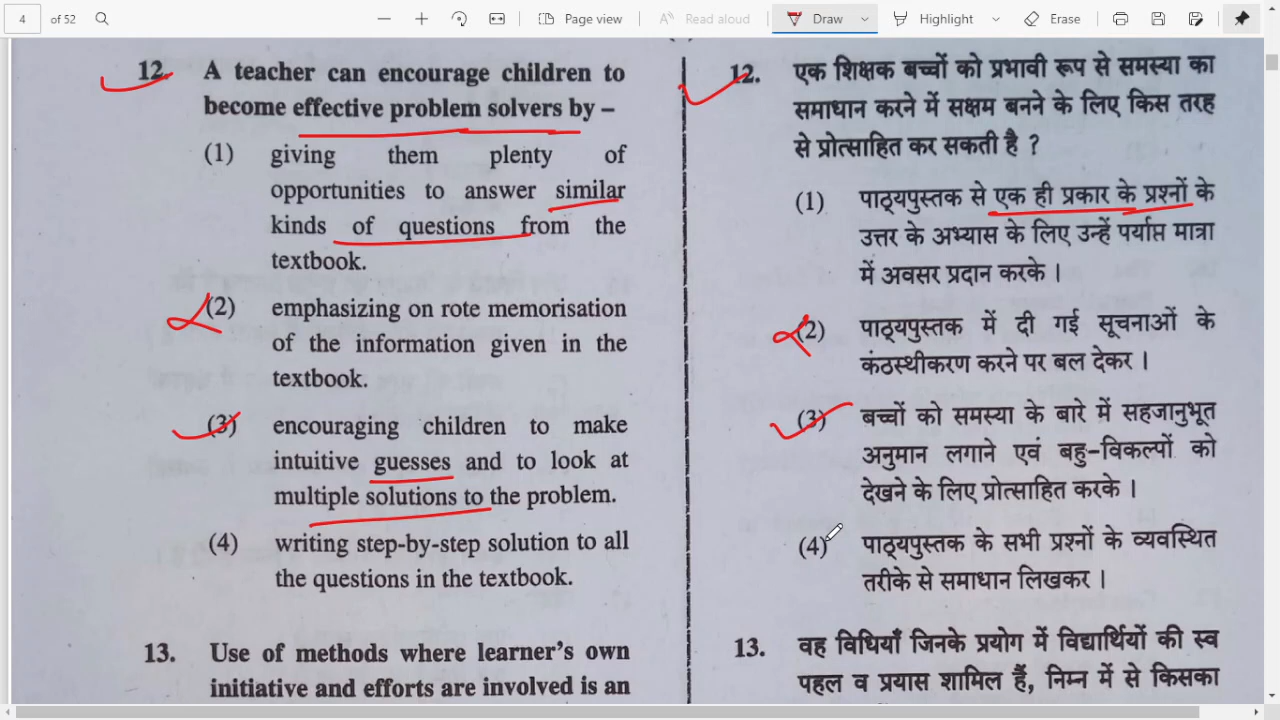 4 of 52 Page view Read aloud Draw Highlight Erase
12. A teacher can encourage children to
become effective problem solvers by –
(1) giving them plenty of
opportunities to answer similar
kinds of questions from the
textbook.
(2) emphasizing on rote memorisation
of the information given in the
textbook.
(3) encouraging children to make
intuitive guesses and to look at
multiple solutions to the problem.
(4) writing step-by-step solution to all
the questions in the textbook.
13. Use of methods where learner's own
initiative and efforts are involved is an
12. एक शिक्षक बच्चों को प्रभावी रूप से समस्या का
समाधान करने में सक्षम बनने के लिए किस तरह
से प्रोत्साहित कर सकती है ?
(1) पाठ्यपुस्तक से एक ही प्रकार के प्रश्नों के
उत्तर के अभ्यास के लिए उन्हें पर्याप्त मात्रा
में अवसर प्रदान करके ।
(2) पाठ्यपुस्तक में दी गई सूचनाओं के
कंठस्थीकरण करने पर बल देकर ।
(3) बच्चों को समस्या के बारे में सहजानुभूत
अनुमान लगाने एवं बहु-विकल्पों को
देखने के लिए प्रोत्साहित करके ।
(4) पाठ्यपुस्तक के सभी प्रश्नों के व्यवस्थित
तरीके से समाधान लिखकर ।
13. वह विधियाँ जिनके प्रयोग में विद्यार्थियों की स्व
पहल व प्रयास शामिल हैं, निम्न में से किसका